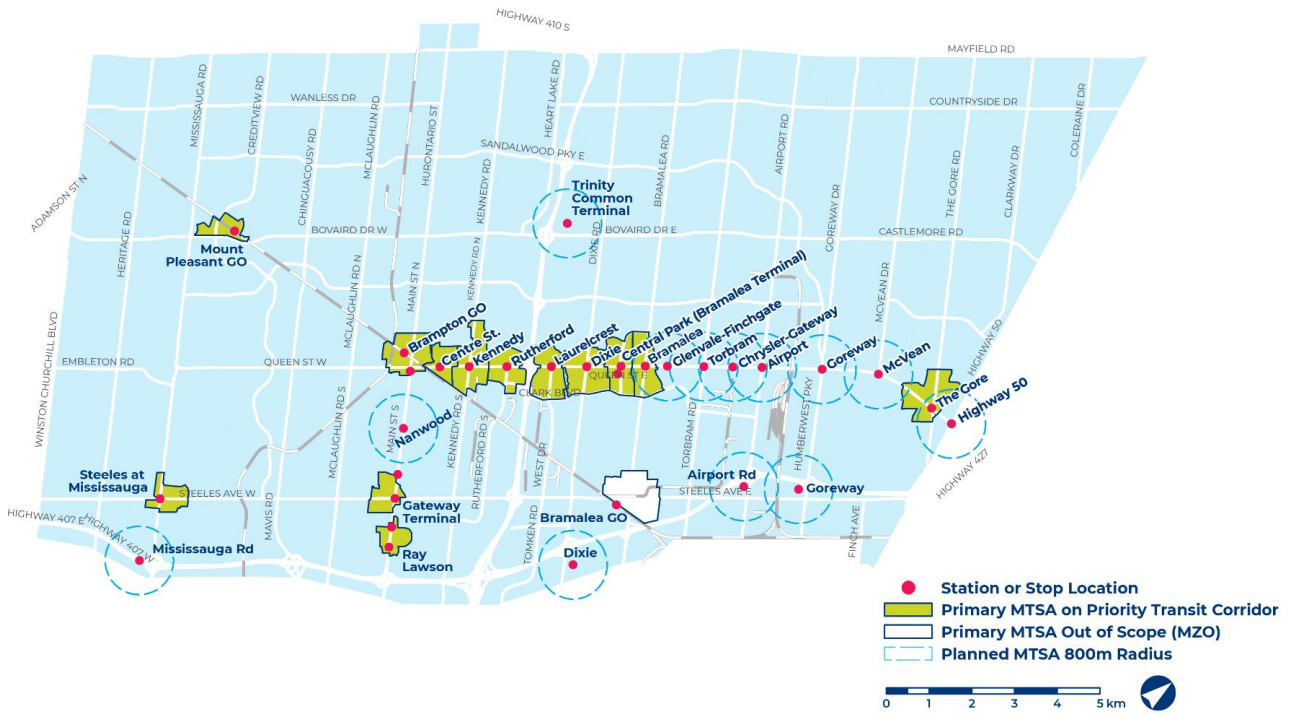 HIGHWAY 410 S
MAYFIELD RD
MISSISSAUGA RD
CREDITVIEW RD
WANLESS DR
MCLAUGHLIN RD
HURONTARIO ST
HEART LAKE RD
COUNTRYSIDE DR
COLERAINE DR
CHINGUACOUSY RD
SANDALWOOD PKY E
KENNEDY RD
BRAMALEA RD
AIRPORT RD
THE GORE RD
CLARKWAY DR
ADAMSON ST N
HERITAGE RD
Trinity
Common
Terminal
GOREWAY DR
BOVAIRD DR W
DIXIE RD
BOVAIRD DR E
CASTLEMORE RD
Mount
Pleasant GO
MCLAUGHLIN RD N
MAIN ST N
KENNEDY RD N
MCVEAN DR
WINSTON CHURCHILL BLVD
EMBLETON RD
QUEEN ST W
Brampton GO
Centre St.
Kennedy
Rutherford
Laurelcrest
Dixie
Central Park (Bramalea Terminal)
Bramalea
Glenvale-Finchgate
Torbram
Chrysler-Gateway
Airport
Goreway
McVean
HIGHWAY 50
QUEEN ST E
CLARK BLVD
The Gore
Highway 50
MCLAUGHLIN RD S
MAIN ST S
Nanwood
KENNEDY RD S
RUTHERFORD RD S
WEST DR
TORBRAM RD
HUMBERWEST PKY
HIGHWAY 427
Steeles at
Mississauga
STEELES AVE W
MAVIS RD
Gateway
Terminal
Airport Rd
STEELES AVE E
Goreway
Bramalea GO
HIGHWAY 407 E
HIGHWAY 407 W
Mississauga Rd
Ray
Lawson
TOMKEN RD
Dixie
FINCH AVE
Station or Stop Location
Primary MTSA on Priority Transit Corridor
Primary MTSA Out of Scope (MZO)
Planned MTSA 800m Radius
0 1 2 3 4 5 km